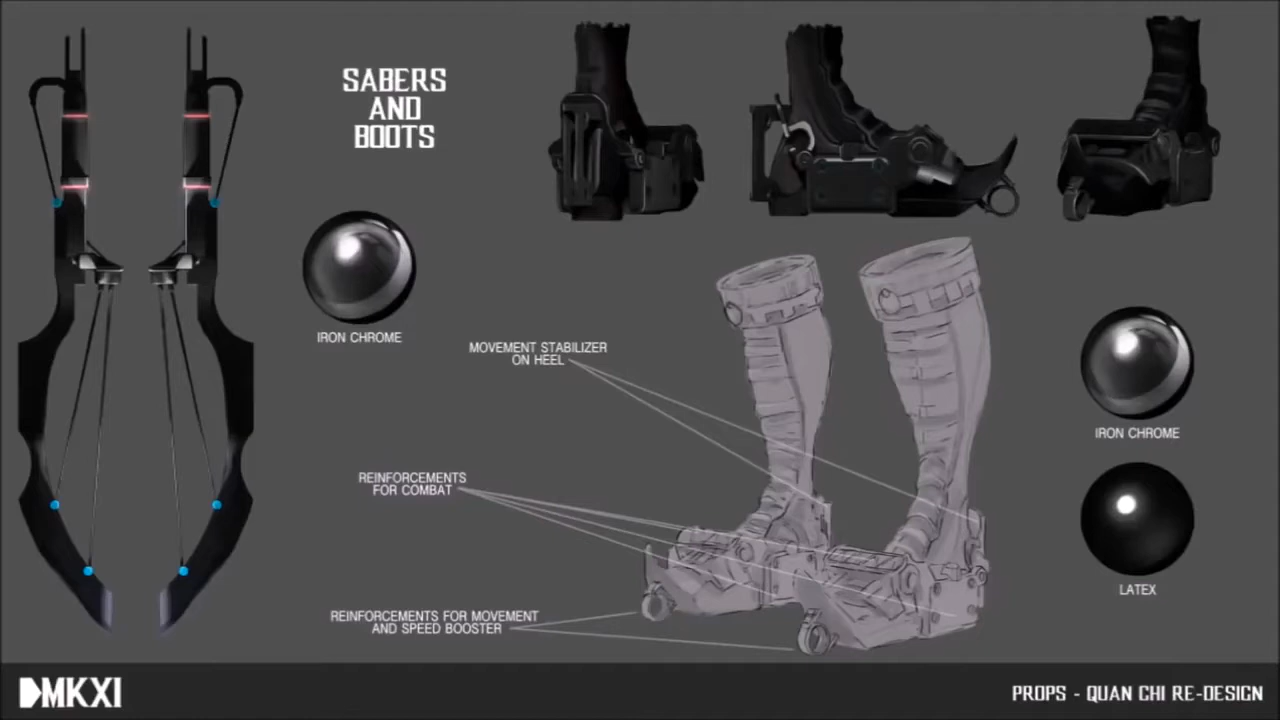 SABERS
AND
BOOTS
IRON CHROME
MOVEMENT STABILIZER
ON HEEL
REINFORCEMENTS
FOR COMBAT
REINFORCEMENTS FOR MOVEMENT
AND SPEED BOOSTER
IRON CHROME
LATEX
MKXI
PROPS - QUAN CHI RE-DESIGN